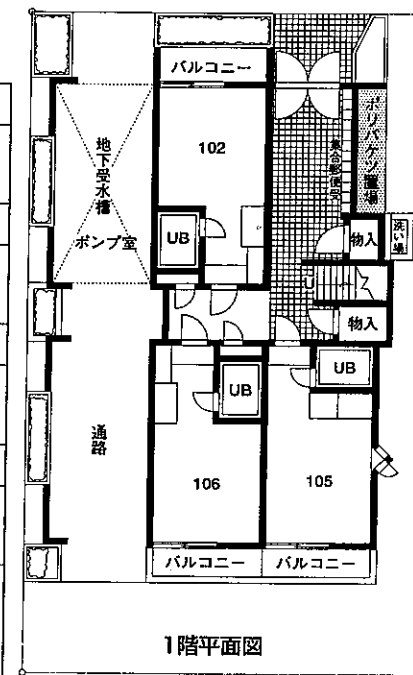 バルコニー
地下受水槽
ポンプ室
102
UB
集合郵便受
ポリバケツ置場
洗い場
物入
U
物入
UB
UB
通路
106
105
バルコニー
バルコニー
1階平面図